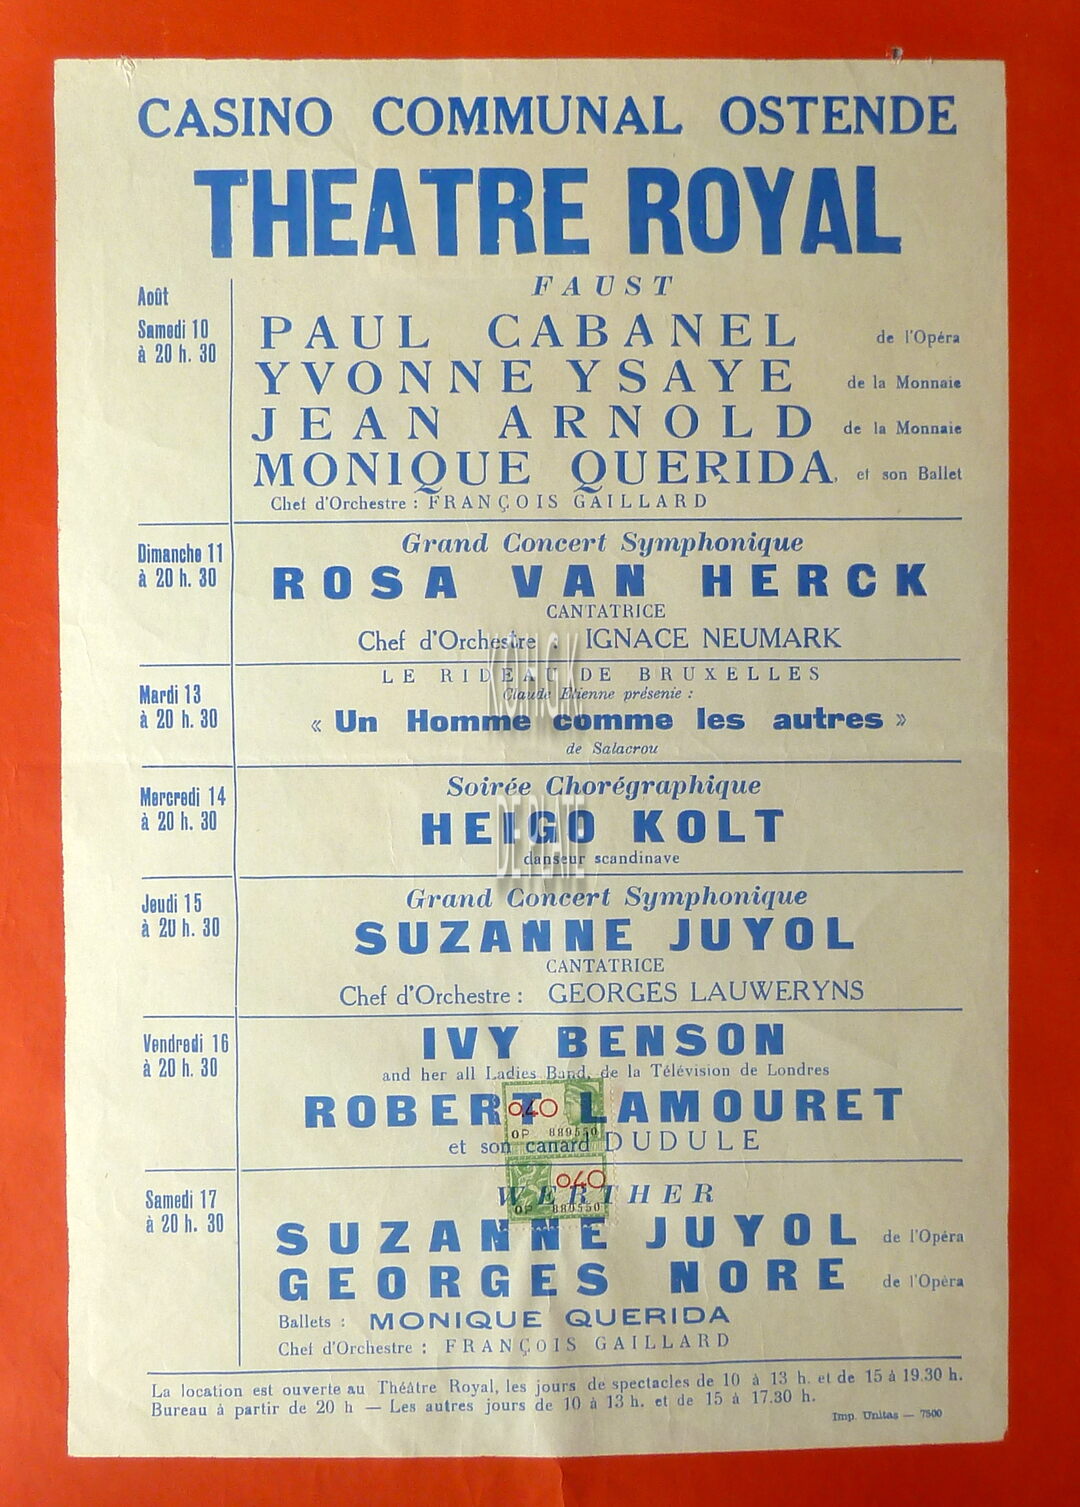 CASINO COMMUNAL OSTENDE
THEATRE ROYAL
Août
Samedi 10
à 20 h. 30
FAUST
PAUL CABANEL de l'Opéra
YVONNE YSAYE de la Monnaie
JEAN ARNOLD de la Monnaie
MONIQUE QUERIDA, et son Ballet
Chef d'Orchestre : FRANÇOIS GAILLARD
Dimanche 11
à 20 h. 30
Grand Concert Symphonique
ROSA VAN HERCK
CANTATRICE
Chef d'Orchestre : IGNACE NEUMARK
Mardi 13
à 20 h. 30
LE RIDEAU DE BRUXELLES
Claude Etienne présente :
« Un Homme comme les autres »
de Salacrou
Mercredi 14
à 20 h. 30
Soirée Chorégraphique
HEIGO KOLT
danseur scandinave
Jeudi 15
à 20 h. 30
Grand Concert Symphonique
SUZANNE JUYOL
CANTATRICE
Chef d'Orchestre : GEORGES LAUWERYNS
Vendredi 16
à 20 h. 30
IVY BENSON
and her all Ladies Band, de la Télévision de Londres
ROBERT LAMOURET
et son canard DUDULE
0.40
OP 889550
0.40
OP 889550
Samedi 17
à 20 h. 30
WERTHER
SUZANNE JUYOL de l'Opéra
GEORGES NORE de l'Opèra
Ballets : MONIQUE QUERIDA
Chef d'Orchestre : FRANÇOIS GAILLARD
La location est ouverte au Théâtre Royal, les jours de spectacles de 10 à 13 h. et de 15 à 19.30 h.
Bureau à partir de 20 h — Les autres jours de 10 à 13 h. et de 15 à 17.30 h.
Imp. Unitas — 7500
KOHGK
DE PLATE